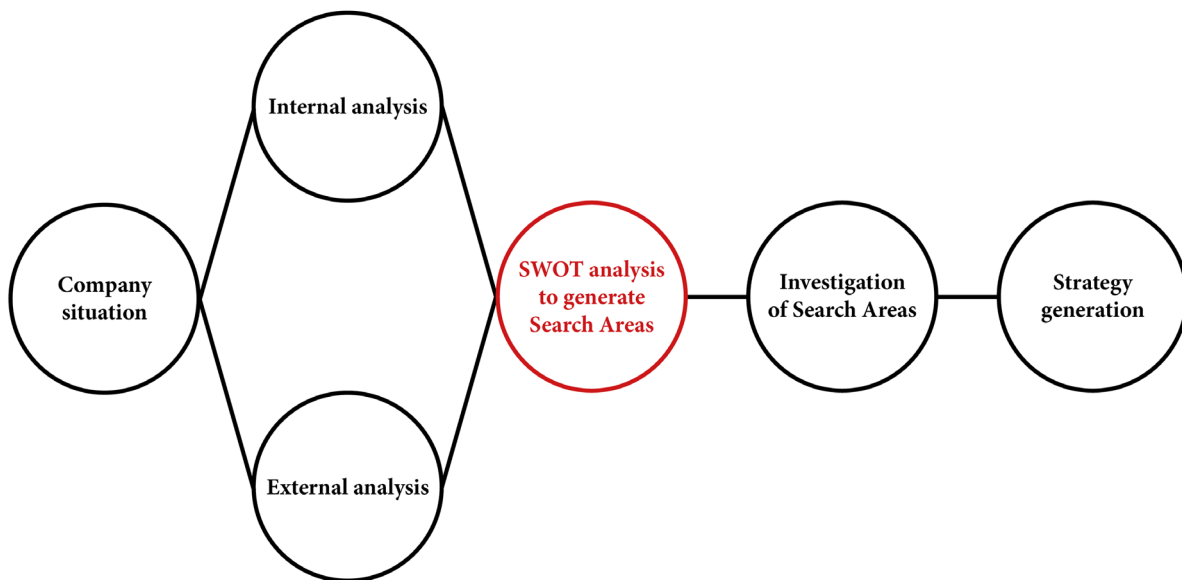 Internal analysis
Company
situation
SWOT analysis
to generate
Search Areas
Investigation
of Search Areas
Strategy
generation
External analysis